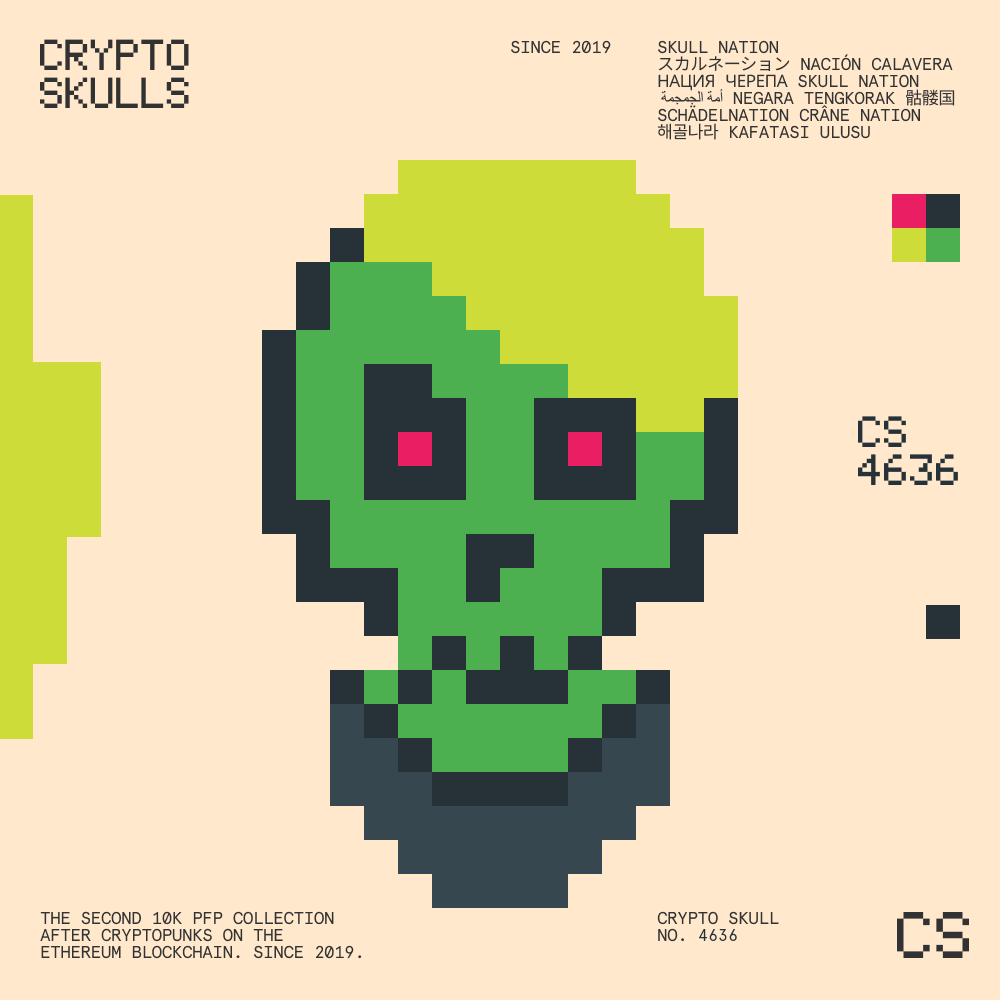 CRYPTO
SKULLS
SINCE 2019
SKULL NATION
スカルネーション NACIÓN CALAVERA
НАЦИЯ ЧЕРЕПА SKULL NATION
أمة الجمجمة NEGARA TENGKORAK 骷髅国
SCHÄDELNATION CRÂNE NATION
해골나라 KAFATASI ULUSU
CS
4636
THE SECOND 10K PFP COLLECTION
AFTER CRYPTOPUNKS ON THE
ETHEREUM BLOCKCHAIN. SINCE 2019.
CRYPTO SKULL
NO. 4636
CS